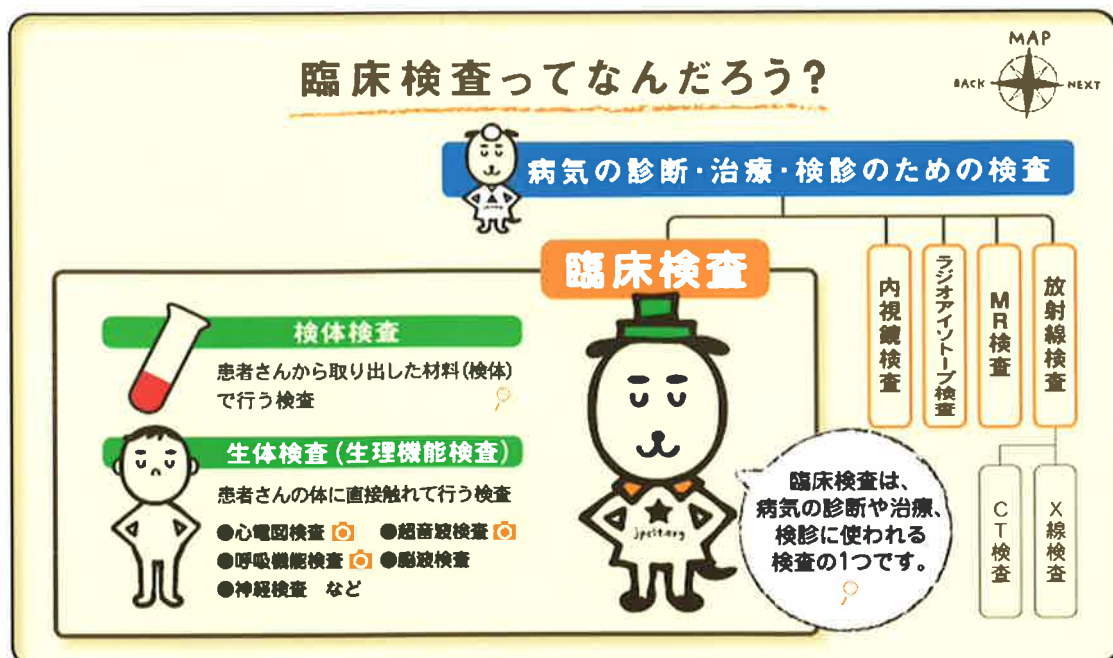 臨床検査ってなんだろう?
MAP
BACK
NEXT
病気の診断・治療・検診のための検査
臨床検査
内視鏡検査
ラジオアイソトープ検査
MR検査
放射線検査
CT検査
X線検査
検体検査
患者さんから取り出した材料(検体)
で行う検査
生体検査(生理機能検査)
患者さんの体に直接触れて行う検査
●心電図検査 ●超音波検査
●呼吸機能検査 ●脳波検査
●神経検査 など
jpclt.org
臨床検査は、
病気の診断や治療、
検診に使われる
検査の1つです。